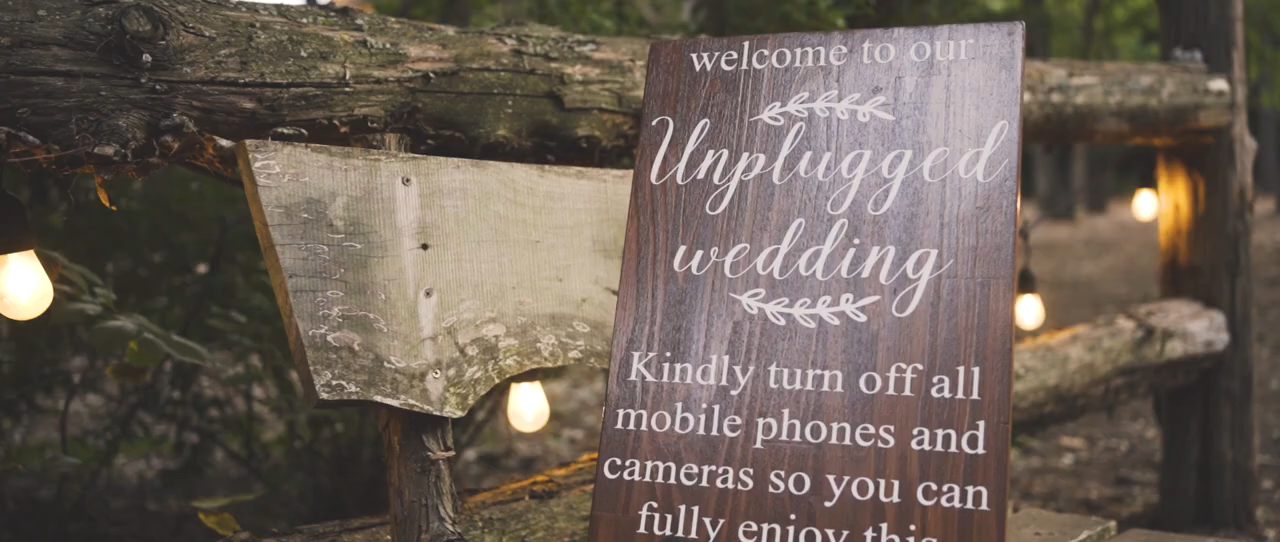 welcome to our
Unplugged
wedding
Kindly turn off all
mobile phones and
cameras so you can
fully enjoy this